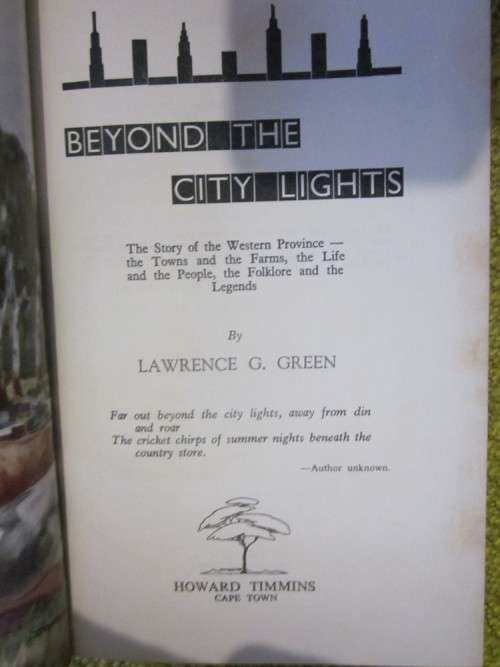 BEYOND THE
CITY LIGHTS
The Story of the Western Province —
the Towns and the Farms, the Life
and the People, the Folklore and the
Legends
By
LAWRENCE G. GREEN
Far out beyond the city lights, away from din
and roar
The cricket chirps of summer nights beneath the
country store.
—Author unknown.
HOWARD TIMMINS
CAPE TOWN